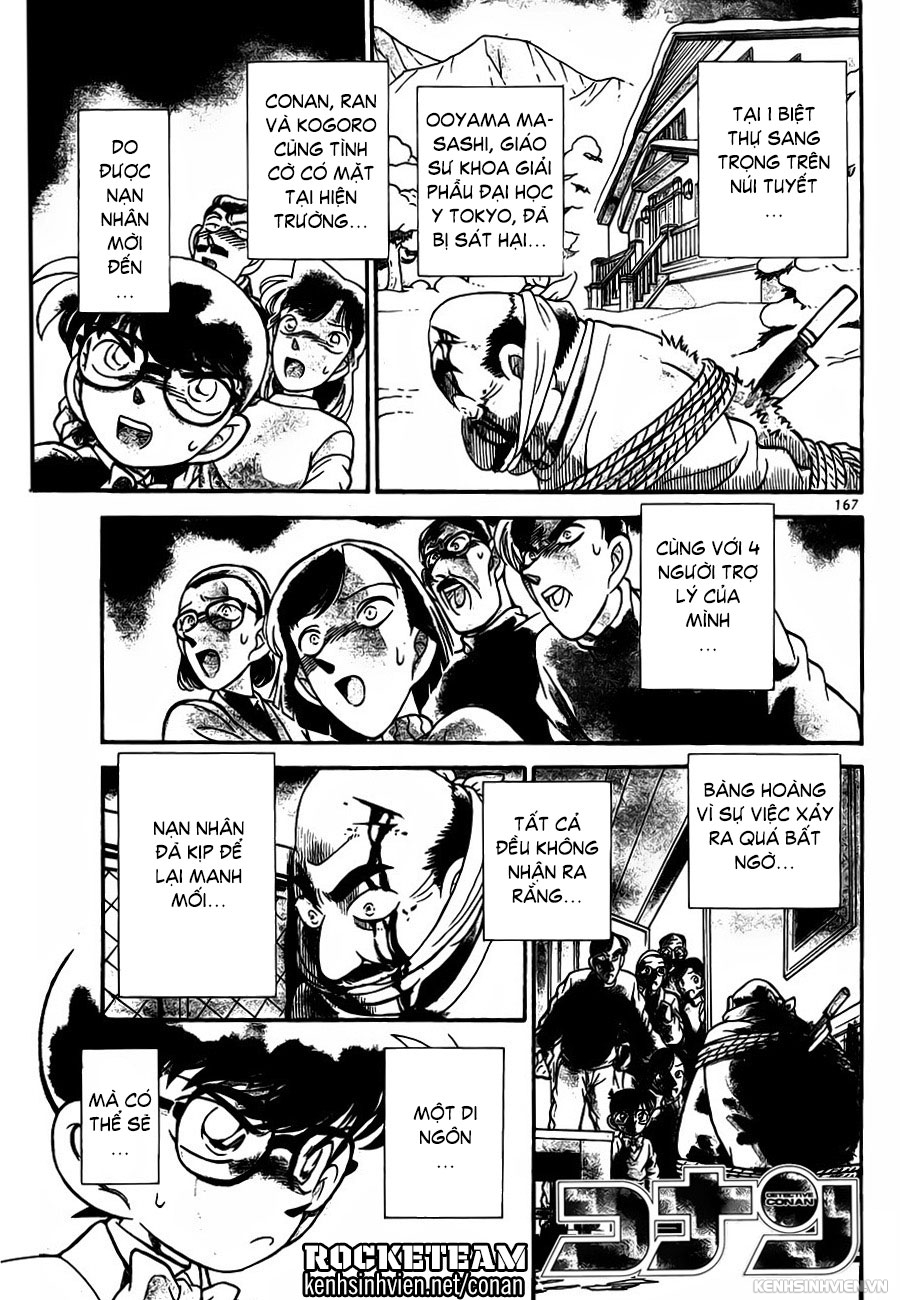 TẠI 1 BIỆT
THỰ SANG
TRỌNG TRÊN
NÚI TUYẾT
...
OOYAMA MA-
SASHI, GIÁO
SƯ KHOA GIẢI
PHẪU ĐẠI HỌC
Y TOKYO, ĐÃ
BỊ SÁT HẠI...
CONAN, RAN
VÀ KOGORO
CŨNG TÌNH
CỜ CÓ MẶT
TẠI HIỆN
TRƯỜNG...
DO
ĐƯỢC
NẠN
NHÂN
MỜI
ĐẾN
...
167
CÙNG VỚI 4
NGƯỜI TRỢ
LÝ CỦA
MÌNH
...
BÀNG HOÀNG
VÌ SỰ VIỆC XẢY
RA QUÁ BẤT
NGỜ...
TẤT CẢ
ĐỀU KHÔNG
NHẬN RA
RẰNG...
NẠN NHÂN
ĐÃ KỊP ĐỂ
LẠI MANH
MỐI...
MỘT DI
NGÔN
MÀ CÓ
THỂ SẼ
...
コナン
DETECTIVE
CONAN
ROCKETEAM
kenhsinhvien.net/conan
KENHSINHVIEN.VN